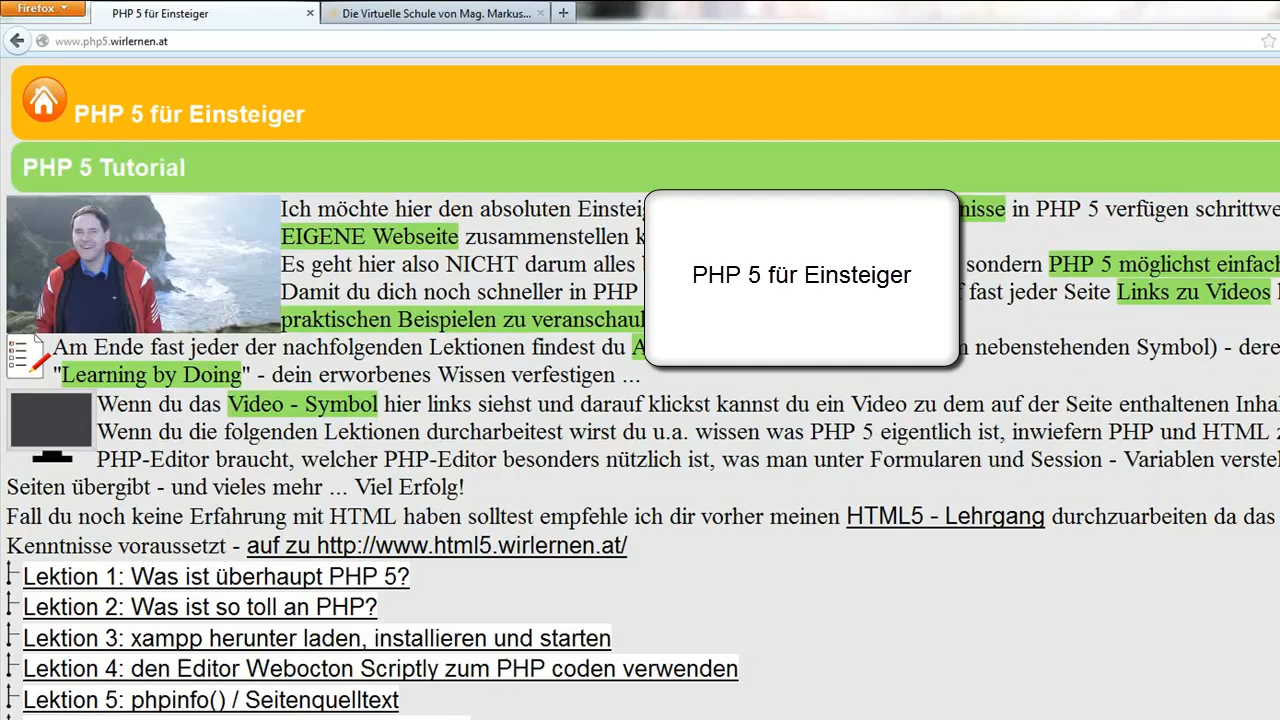 Firefox
PHP 5 für Einsteiger
Die Virtuelle Schule von Mag. Markus...
www.php5.wirlernen.at
PHP 5 für Einsteiger
PHP 5 Tutorial
Ich möchte hier den absoluten in PHP 5 verfügen
EIGENE Webseite zusammenstellen
Es geht hier also NICHT darum alles sondern PHP 5 möglichst einfach
Damit du dich noch schneller in PHP fast jeder Seite Links zu Videos
praktischen Beispielen zu
PHP 5 für Einsteiger
Am Ende fast jeder der nachfolgenden Lektionen findest du nebenstehenden Symbol) -
"Learning by Doing" - dein erworbenes Wissen verfestigen ...
Wenn du das Video - Symbol hier links siehst und darauf klickst kannst du ein Video zu dem auf der Seite enthaltenen
Wenn du die folgenden Lektionen durcharbeitest wirst du u.a. wissen was PHP 5 eigentlich ist, inwiefern PHP und HTML
PHP-Editor braucht, welcher PHP-Editor besonders nützlich ist, was man unter Formularen und Session - Variablen
Seiten übergibt - und vieles mehr ... Viel Erfolg!
Fall du noch keine Erfahrung mit HTML haben solltest empfehle ich dir vorher meinen HTML5 - Lehrgang durchzuarbeiten da das
Kenntnisse voraussetzt - auf zu http://www.html5.wirlernen.at/
Lektion 1: Was ist überhaupt PHP 5?
Lektion 2: Was ist so toll an PHP?
Lektion 3: xampp herunter laden, installieren und starten
Lektion 4: den Editor Webocton Scriptly zum PHP coden verwenden
Lektion 5: phpinfo() / Seitenquelltext